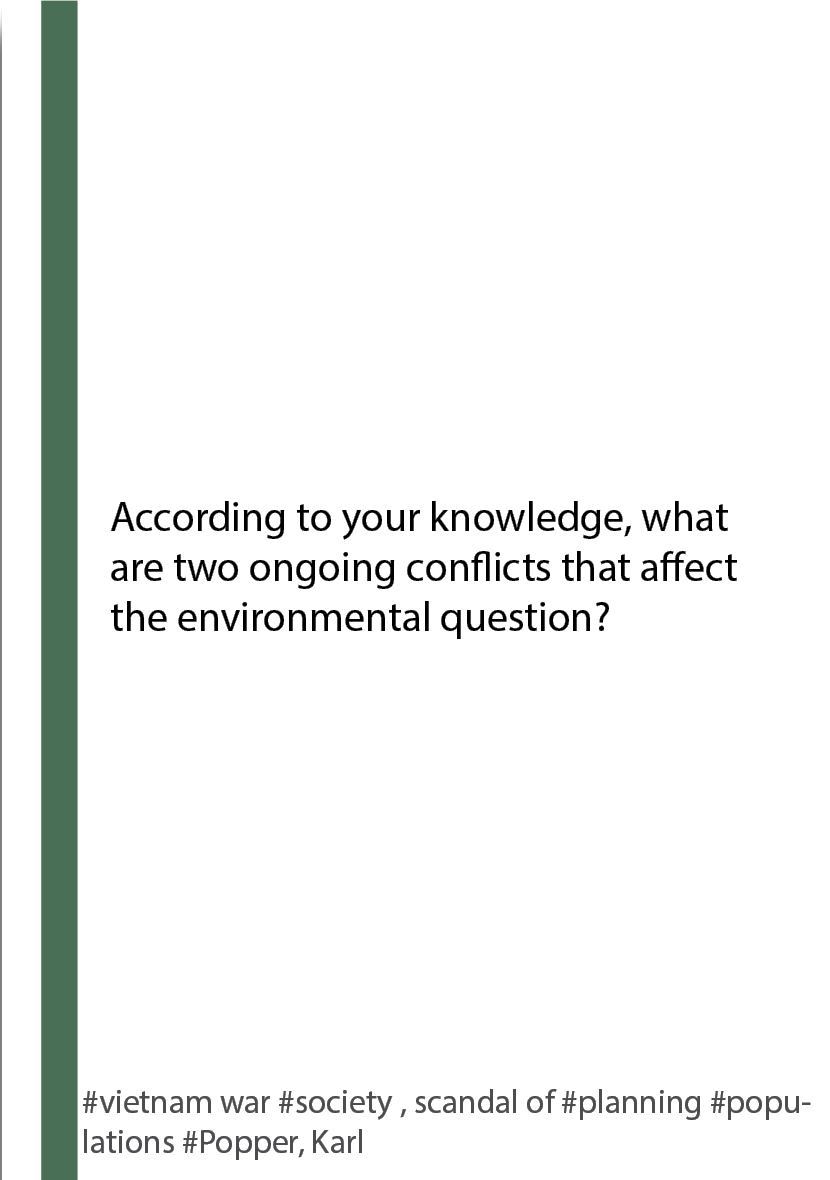 According to your knowledge, what
are two ongoing conflicts that affect
the environmental question?
#vietnam war #society , scandal of #planning #popu-
lations #Popper, Karl